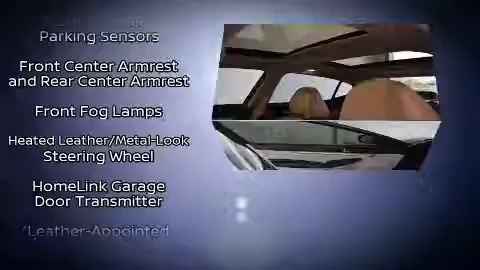 Parking Sensors
Front Center Armrest
and Rear Center Armrest
Front Fog Lamps
Heated Leather/Metal-Look
Steering Wheel
HomeLink Garage
Door Transmitter
Leather-Appointed